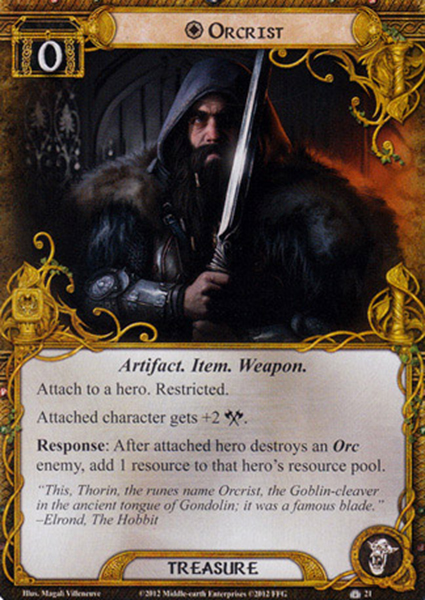 Orcrist
0
Artifact. Item. Weapon.
Attach to a hero. Restricted.
Attached character gets +2 .
Response: After attached hero destroys an Orc
enemy, add 1 resource to that hero's resource pool.
“This, Thorin, the runes name Orcrist, the Goblin-cleaver
in the ancient tongue of Gondolin; it was a famous blade.”
–Elrond, The Hobbit
TREASURE
Illus. Magali Villeneuve ©2012 Middle-earth Enterprises ©2012 FFG 21